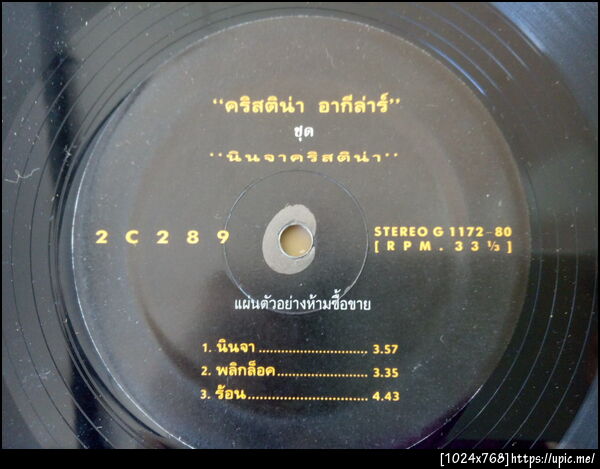 "คริสติน่า อากีล่าร์"
ชุด
"นินจาคริสติน่า"
2 C 2 8 9
STEREO G 1172-80
[ R P M . 3 3 ⅓ ]
แผ่นตัวอย่างห้ามซื้อขาย
1. นินจา ............................ 3.57
2. พลิกล็อค ....................... 3.35
3. ร้อน ............................... 4.43
[1024x768]https://upic.me/